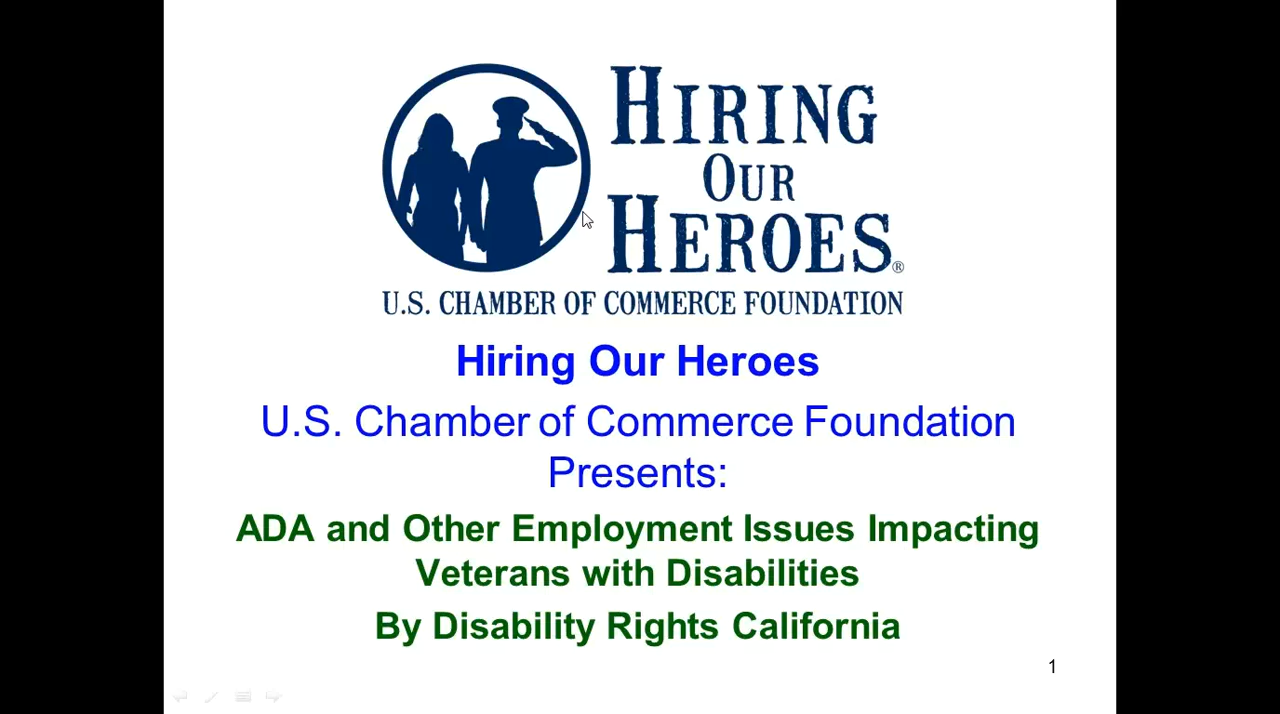 HIRING
OUR
HEROES®
U.S. CHAMBER OF COMMERCE FOUNDATION
Hiring Our Heroes
U.S. Chamber of Commerce Foundation
Presents:
ADA and Other Employment Issues Impacting
Veterans with Disabilities
By Disability Rights California
1